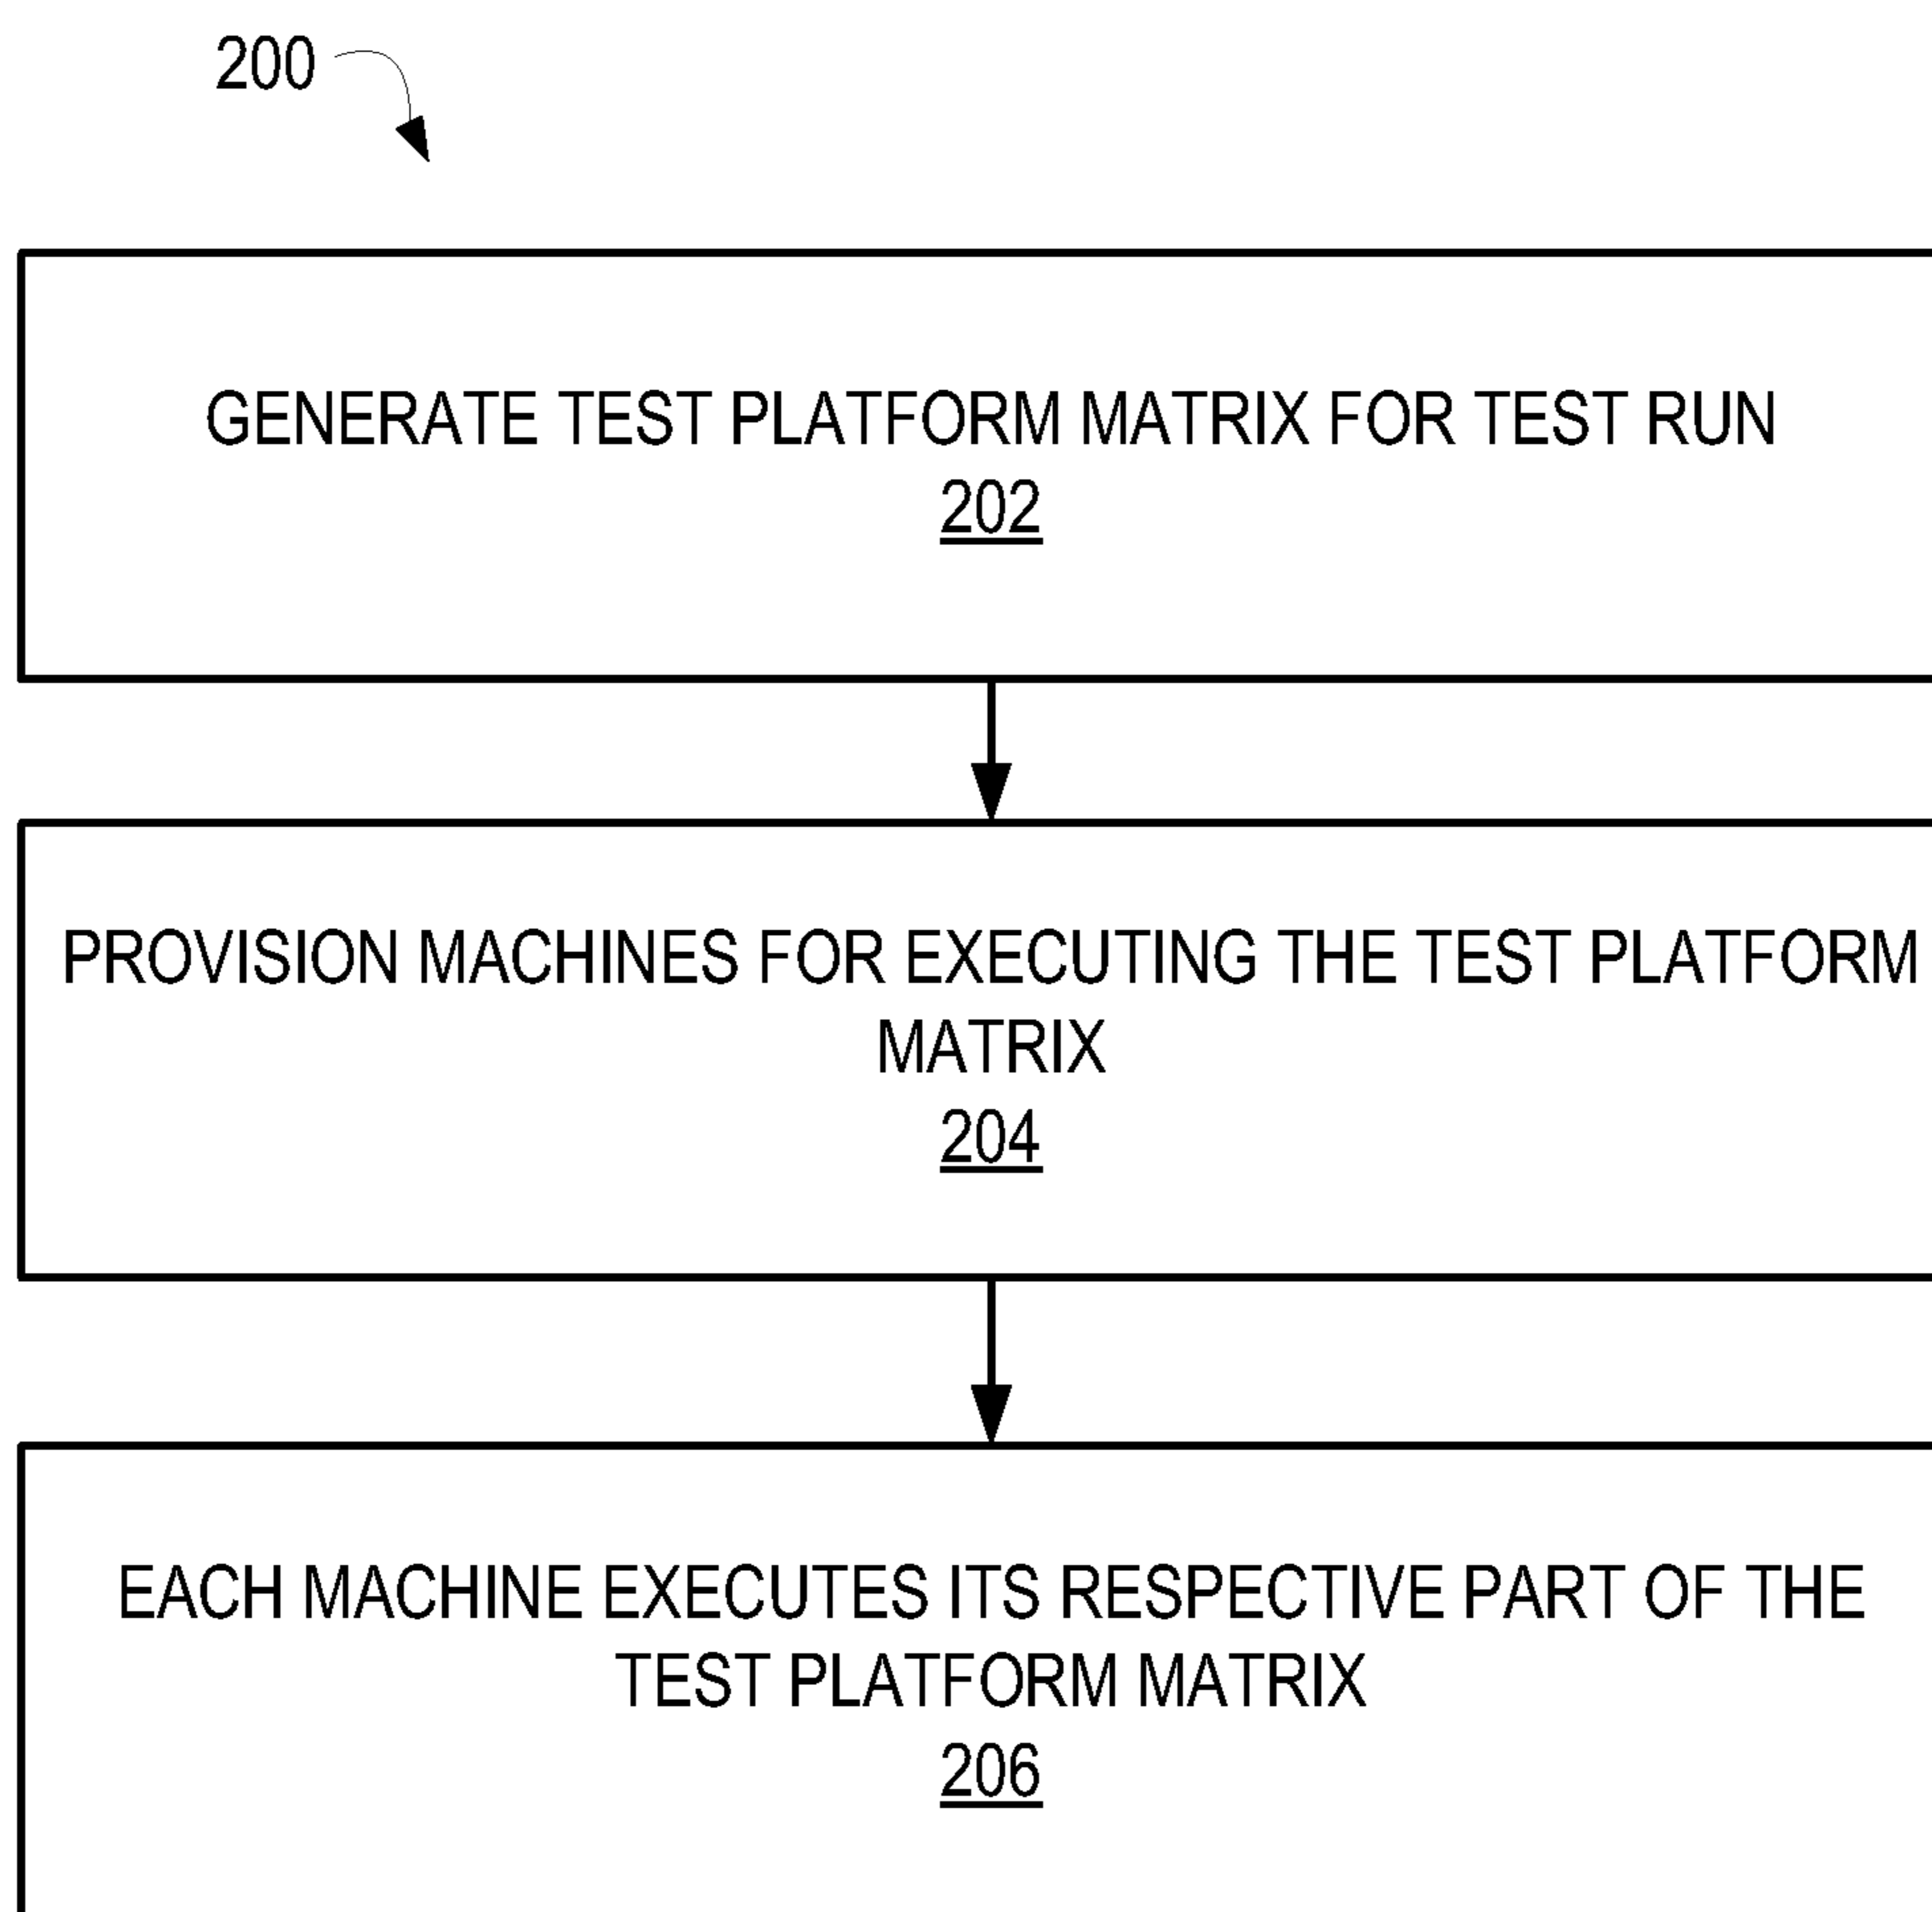 200
GENERATE TEST PLATFORM MATRIX FOR TEST RUN
202
PROVISION MACHINES FOR EXECUTING THE TEST PLATFORM
MATRIX
204
EACH MACHINE EXECUTES ITS RESPECTIVE PART OF THE
TEST PLATFORM MATRIX
206